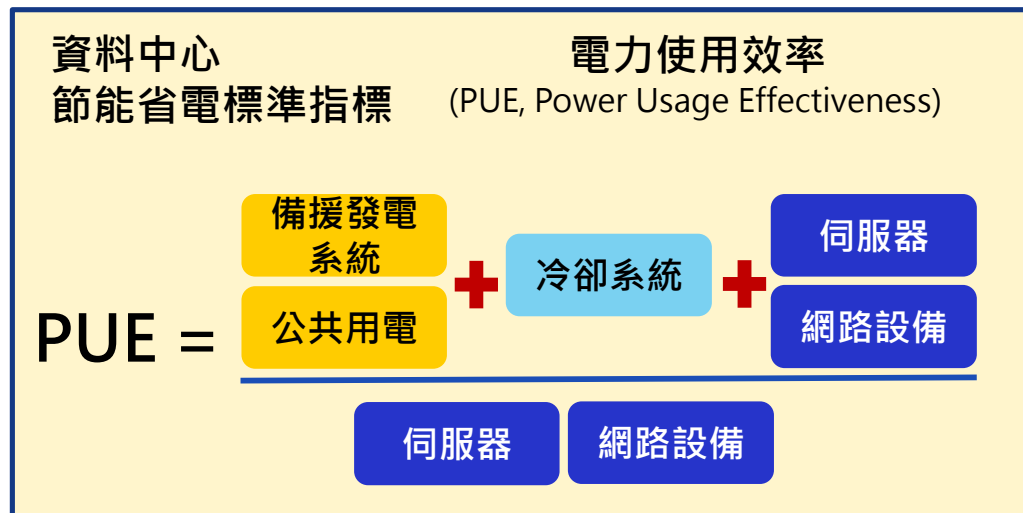 資料中心
節能省電標準指標
電力使用效率
(PUE, Power Usage Effectiveness)
PUE =
備援發電
系統
公共用電
+
冷卻系統
+
伺服器
網路設備
伺服器
網路設備